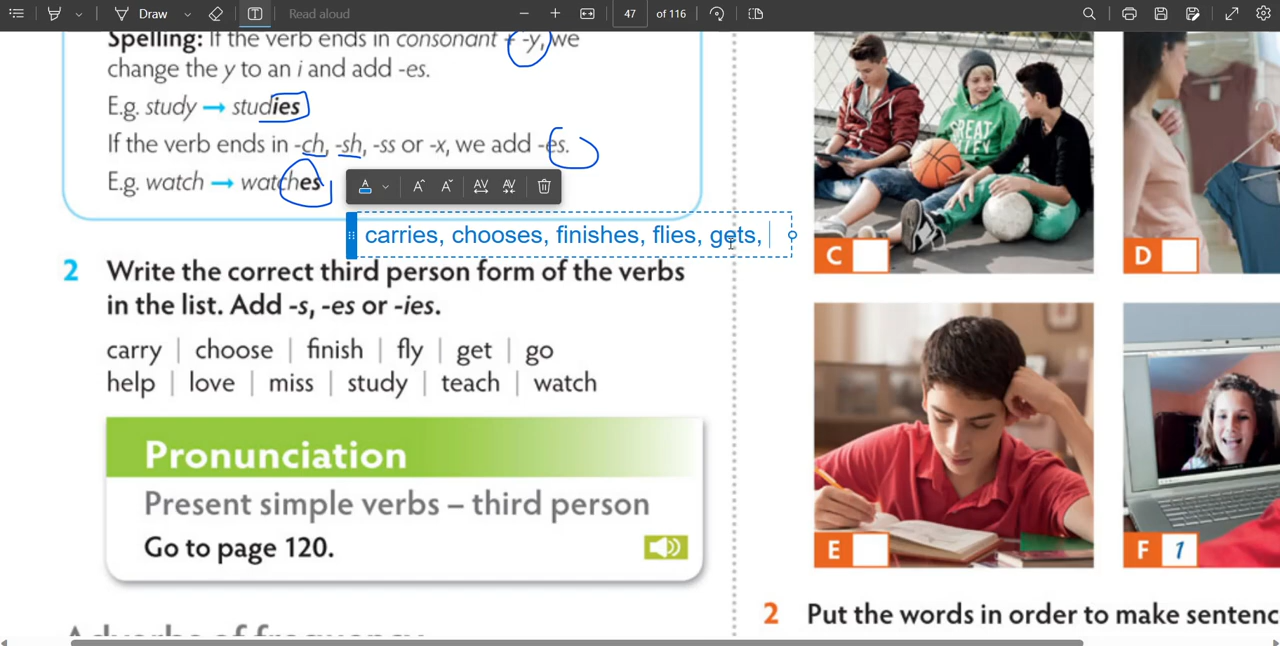 Draw
Read aloud
47 of 116
Spelling: If the verb ends in consonant + -y, we
change the y to an i and add -es.
E.g. study → studies
If the verb ends in -ch, -sh, -ss or -x, we add -es.
E.g. watch → watches
carries, chooses, finishes, flies, gets,
2 Write the correct third person form of the verbs
in the list. Add -s, -es or -ies.
carry | choose | finish | fly | get | go
help | love | miss | study | teach | watch
Pronunciation
Present simple verbs – third person
Go to page 120.
Adverbs of frequency
GREAT
C
D
E
F 1
2 Put the words in order to make sentenc